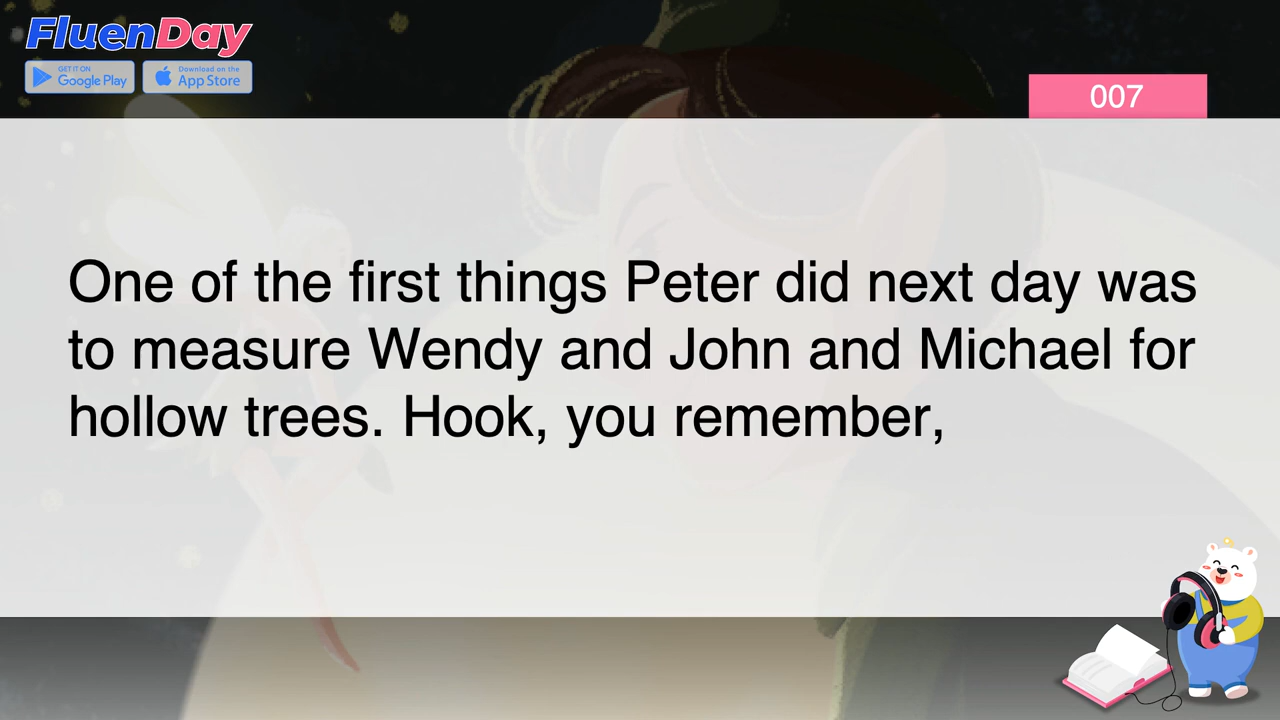 FluenDay
GET IT ON
Google Play
Download on the
App Store
007
One of the first things Peter did next day was
to measure Wendy and John and Michael for
hollow trees. Hook, you remember,